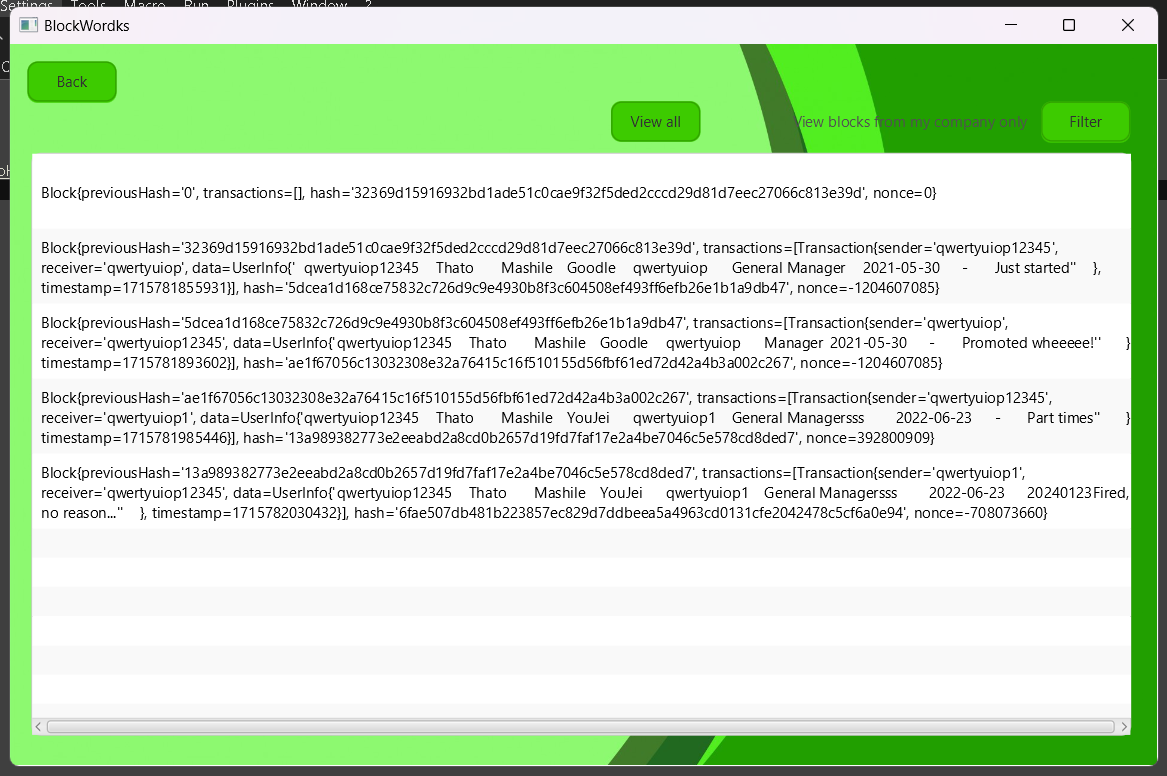 Settings Tools Macro Run Plugins Window ?
BlockWordks
Back
View all
View blocks from my company only
Filter
Block{previousHash='0', transactions=[], hash='32369d15916932bd1ade51c0cae9f32f5ded2cccd29d81d7eec27066c813e39d', nonce=0}
Block{previousHash='32369d15916932bd1ade51c0cae9f32f5ded2cccd29d81d7eec27066c813e39d', transactions=[Transaction{sender='qwertyuiop12345',
receiver='qwertyuiop', data=UserInfo{' qwertyuiop12345 Thato Mashile Goodle qwertyuiop General Manager 2021-05-30 - Just started'' },
timestamp=1715781855931}], hash='5dcea1d168ce75832c726d9c9e4930b8f3c604508ef493ff6efb26e1b1a9db47', nonce=-1204607085}
Block{previousHash='5dcea1d168ce75832c726d9c9e4930b8f3c604508ef493ff6efb26e1b1a9db47', transactions=[Transaction{sender='qwertyuiop',
receiver='qwertyuiop12345', data=UserInfo{'qwertyuiop12345 Thato Mashile Goodle qwertyuiop Manager 2021-05-30 - Promoted wheeeee!'' }
timestamp=1715781893602}], hash='ae1f67056c13032308e32a76415c16f510155d56fbf61ed72d42a4b3a002c267', nonce=-1204607085}
Block{previousHash='ae1f67056c13032308e32a76415c16f510155d56fbf61ed72d42a4b3a002c267', transactions=[Transaction{sender='qwertyuiop12345',
receiver='qwertyuiop1', data=UserInfo{'qwertyuiop12345 Thato Mashile YouJei qwertyuiop1 General Managersss 2022-06-23 - Part times'' }
timestamp=1715781985446}], hash='13a989382773e2eeabd2a8cd0b2657d19fd7faf17e2a4be7046c5e578cd8ded7', nonce=392800909}
Block{previousHash='13a989382773e2eeabd2a8cd0b2657d19fd7faf17e2a4be7046c5e578cd8ded7', transactions=[Transaction{sender='qwertyuiop1',
receiver='qwertyuiop12345', data=UserInfo{'qwertyuiop12345 Thato Mashile YouJei qwertyuiop1 General Managersss 2022-06-23 20240123Fired,
no reason...'' }, timestamp=1715782030432}], hash='6fae507db481b223857ec829d7ddbeea5a4963cd0131cfe2042478c5cf6a0e94', nonce=-708073660}